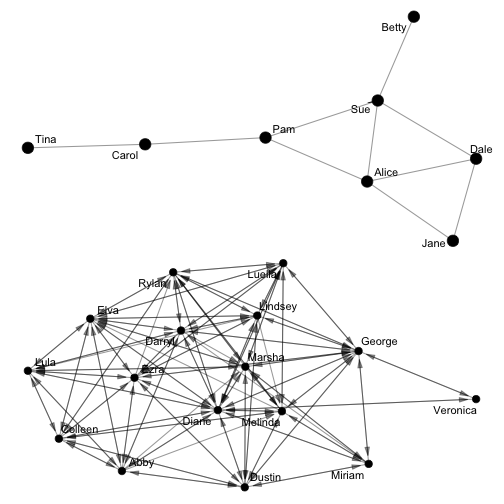 Betty
Sue
Tina
Pam
Carol
Dale
Alice
Jane
Luella
Rylan
Elva
Lindsey
Darryl
George
Marsha
Lula
Ezra
Veronica
Diane
Melinda
Colleen
Abby
Miriam
Dustin